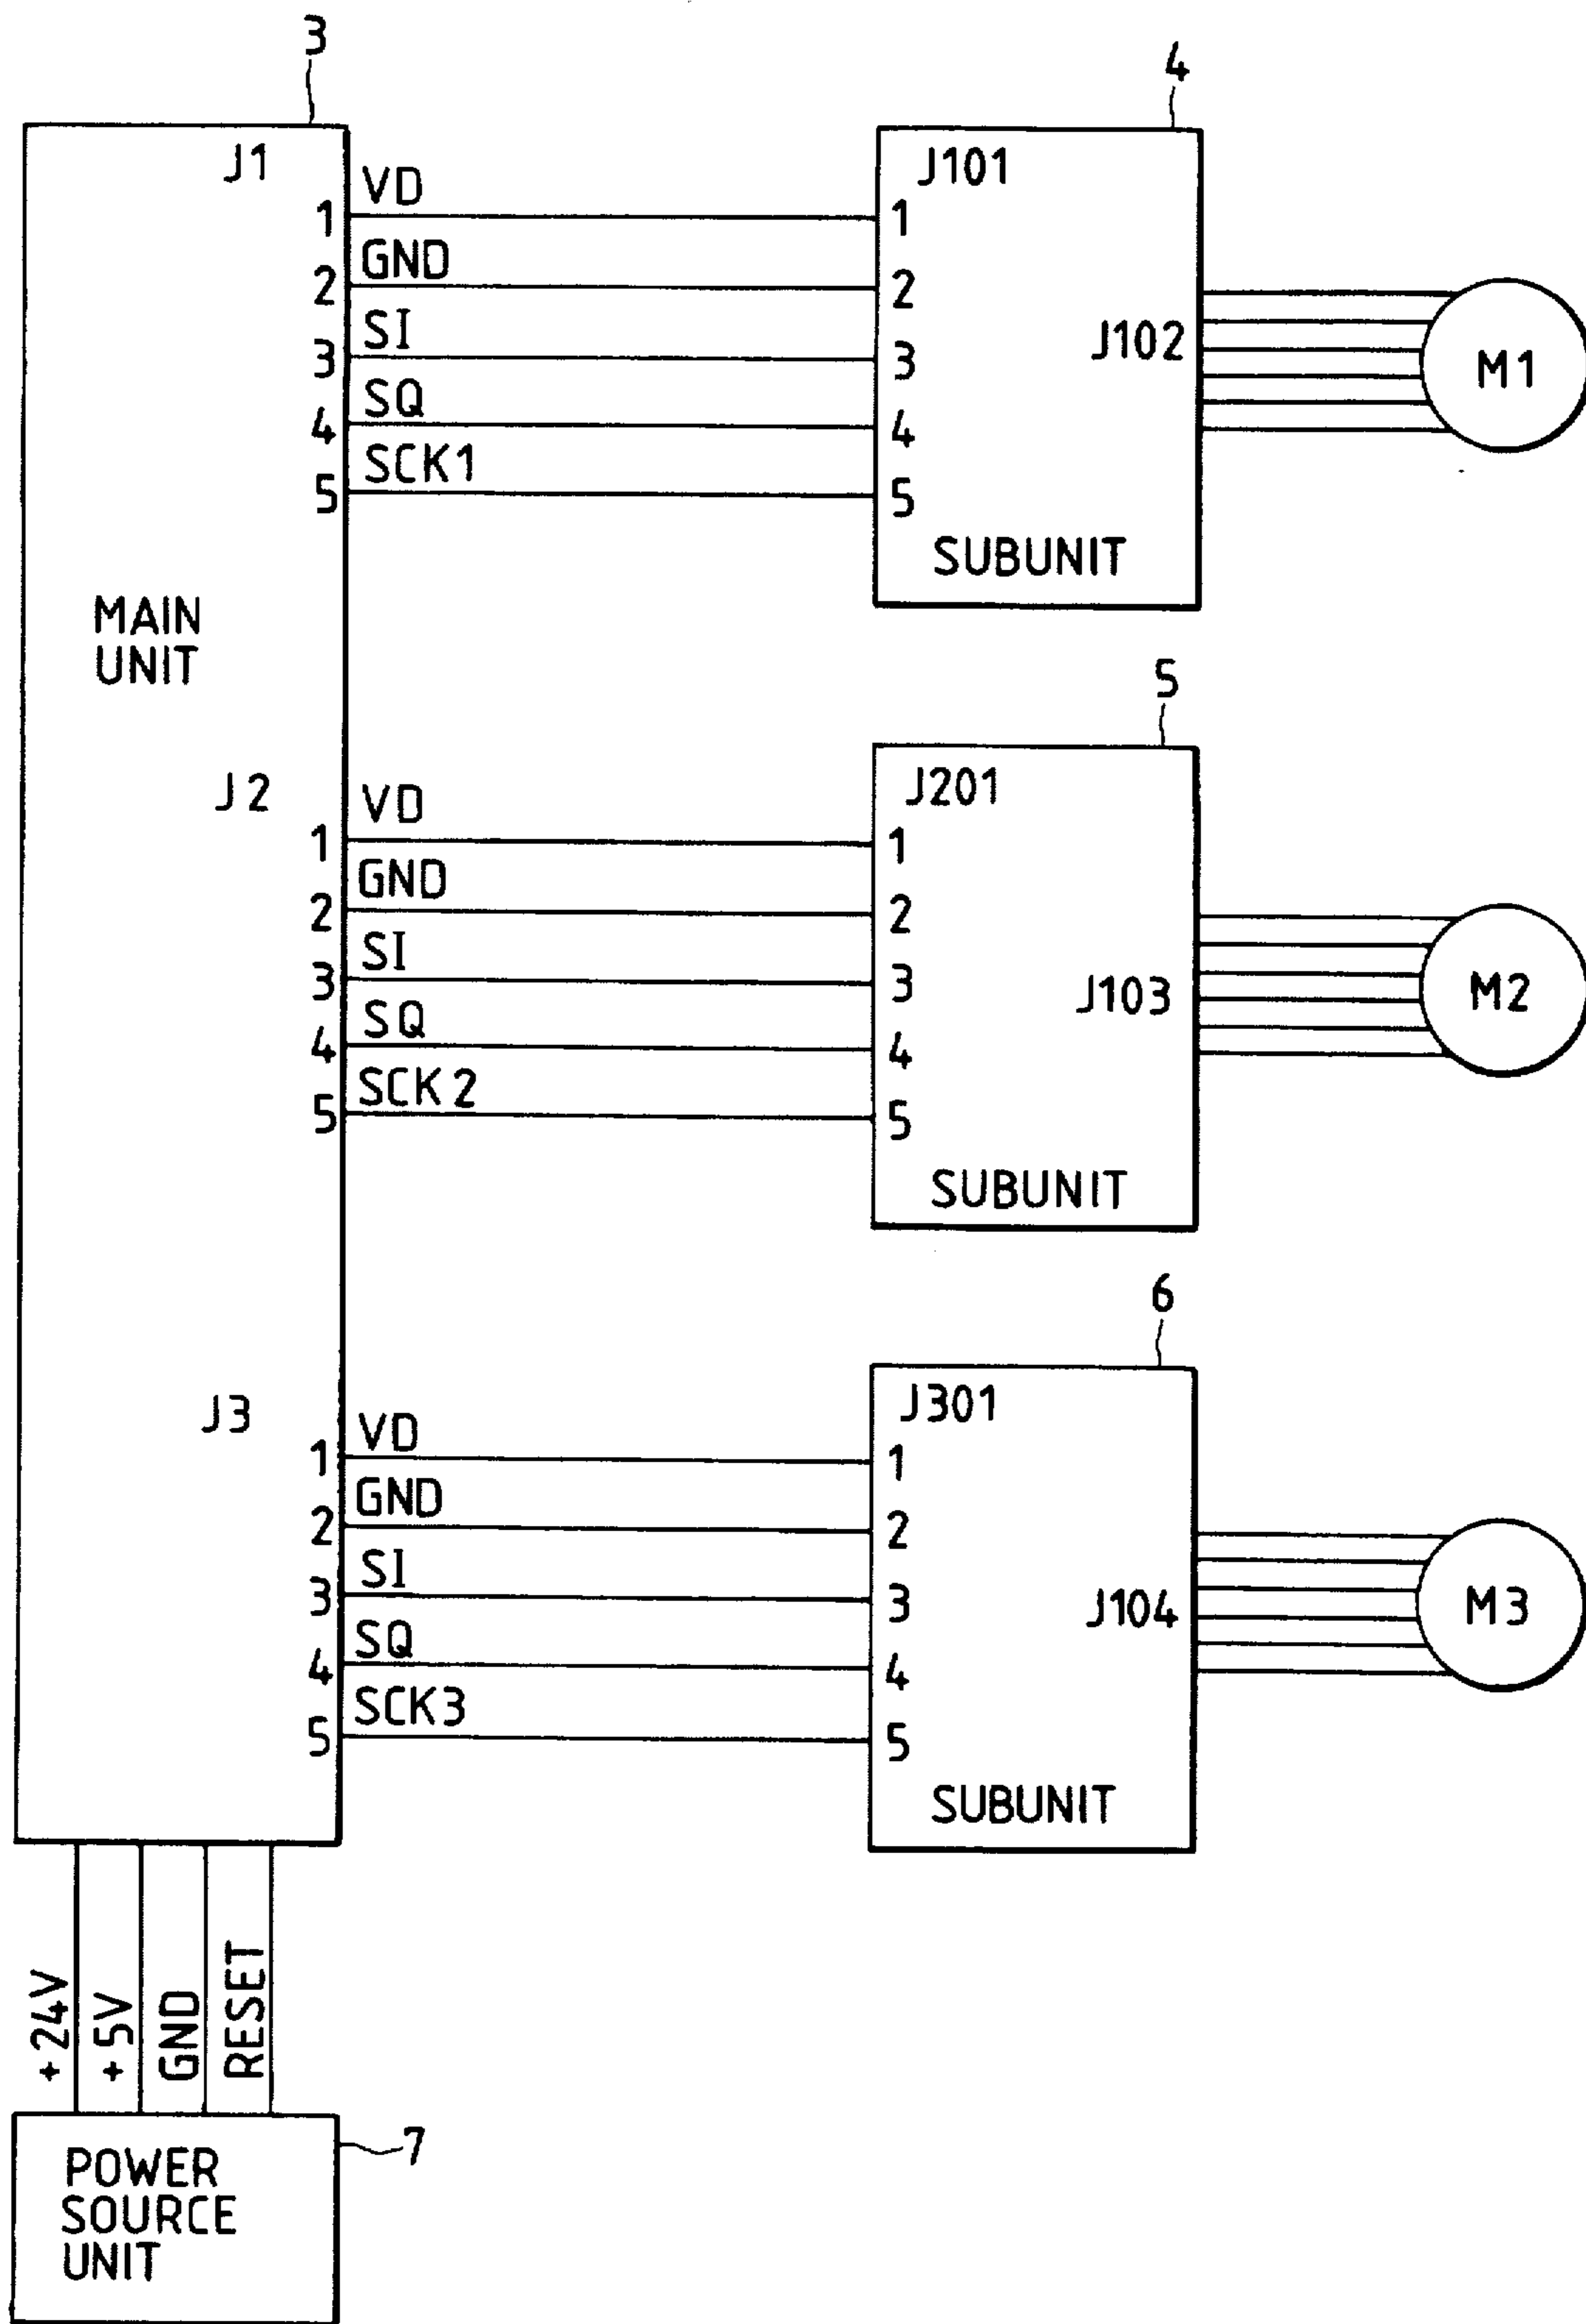 3
J1
VD
1
GND
2
SI
3
SQ
4
SCK1
5
MAIN
UNIT
J2
VD
1
GND
2
SI
3
SQ
4
SCK2
5
J3
VD
1
GND
2
SI
3
SQ
4
SCK3
5
4
J101
1
2
3
4
5
J102
SUBUNIT
M1
5
J201
1
2
3
4
5
J103
SUBUNIT
M2
6
J301
1
2
3
4
5
J104
SUBUNIT
M3
+24V
+5V
GND
RESET
7
POWER
SOURCE
UNIT